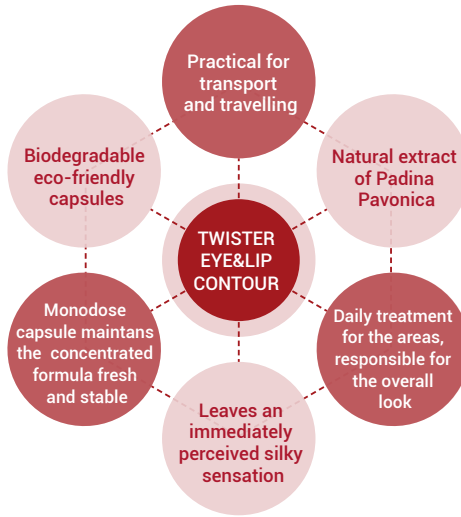 Practical for
transport
and travelling
Biodegradable
eco-friendly
capsules
Natural extract
of Padina
Pavonica
TWISTER
EYE&LIP
CONTOUR
Monodose
capsule maintans
the concentrated
formula fresh
and stable
Daily treatment
for the areas,
responsible for
the overall
look
Leaves an
immediately
perceived silky
sensation